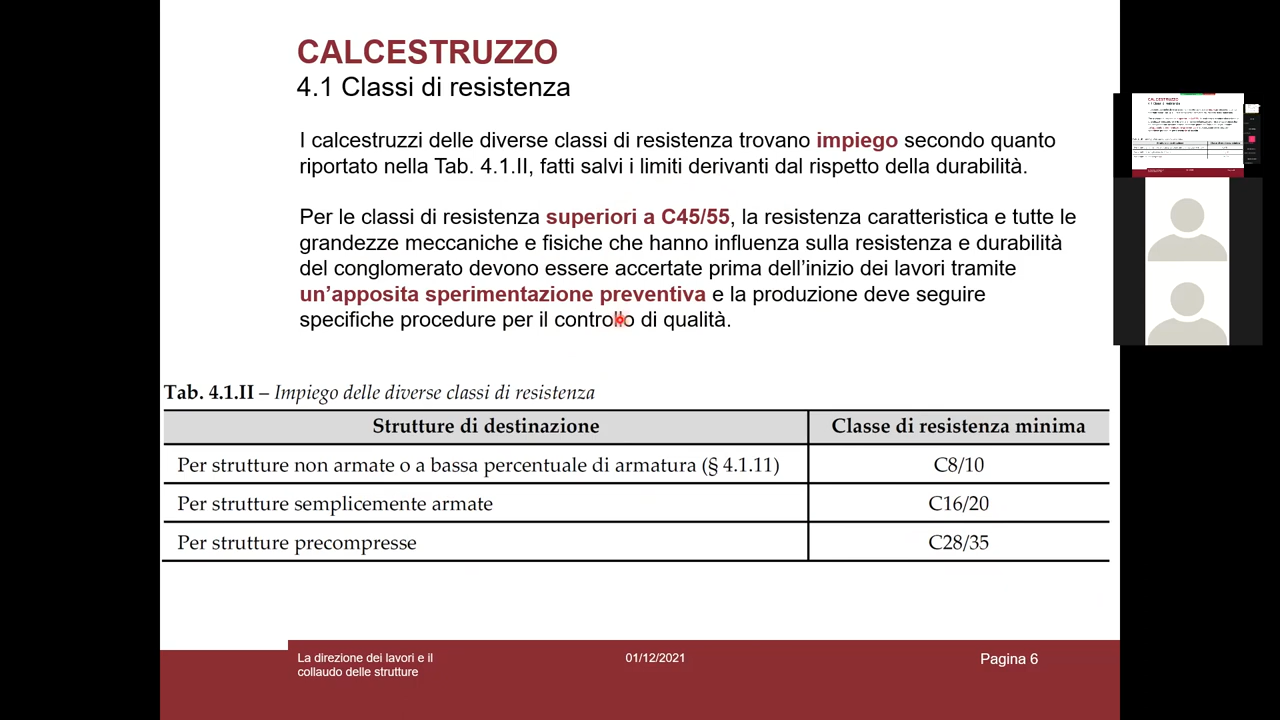 CALCESTRUZZO
4.1 Classi di resistenza
I calcestruzzi delle diverse classi di resistenza trovano impiego secondo quanto
riportato nella Tab. 4.1.II, fatti salvi i limiti derivanti dal rispetto della durabilità.
Per le classi di resistenza superiori a C45/55, la resistenza caratteristica e tutte le
grandezze meccaniche e fisiche che hanno influenza sulla resistenza e durabilità
del conglomerato devono essere accertate prima dell’inizio dei lavori tramite
un’apposita sperimentazione preventiva e la produzione deve seguire
specifiche procedure per il controllo di qualità.
Tab. 4.1.II – Impiego delle diverse classi di resistenza
Strutture di destinazione Classe di resistenza minima
Per strutture non armate o a bassa percentuale di armatura (§ 4.1.11) C8/10
Per strutture semplicemente armate C16/20
Per strutture precompresse C28/35
La direzione dei lavori e il
collaudo delle strutture
01/12/2021
Pagina 6